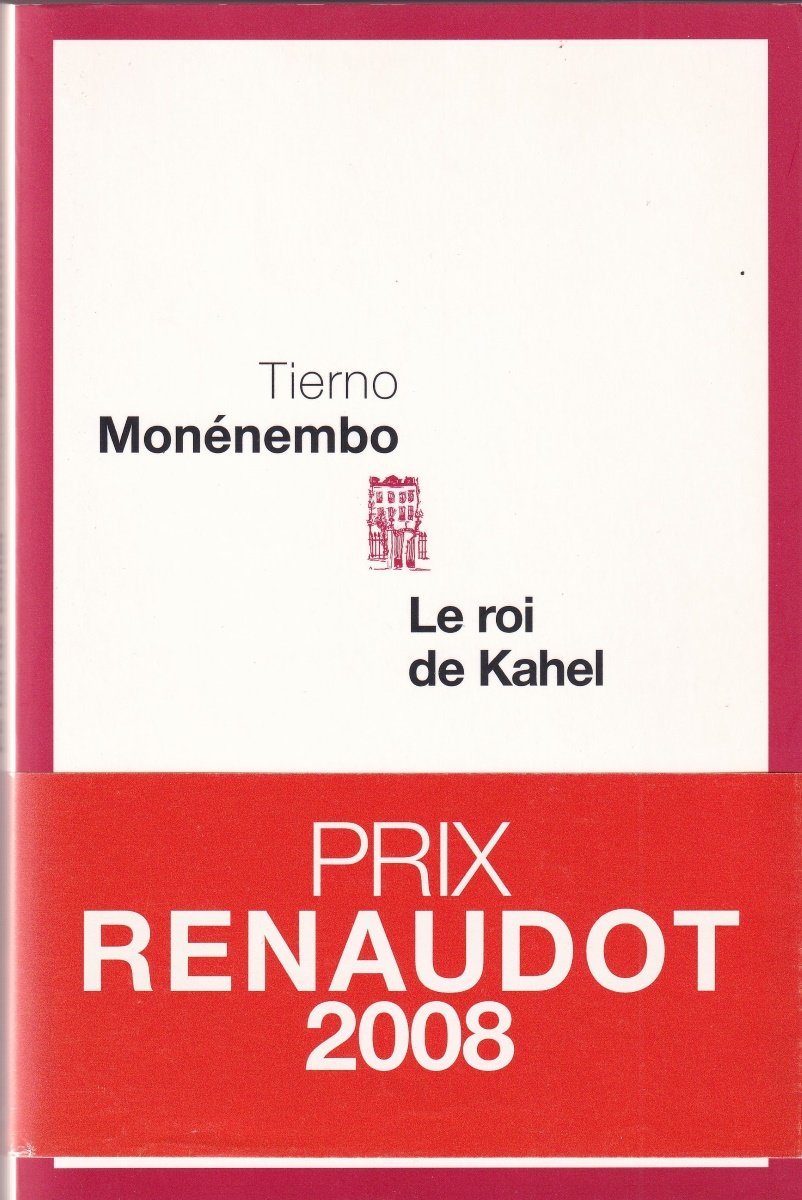 Tierno
Monénembo
Le roi
de Kahel
PRIX
RENAUDOT
2008